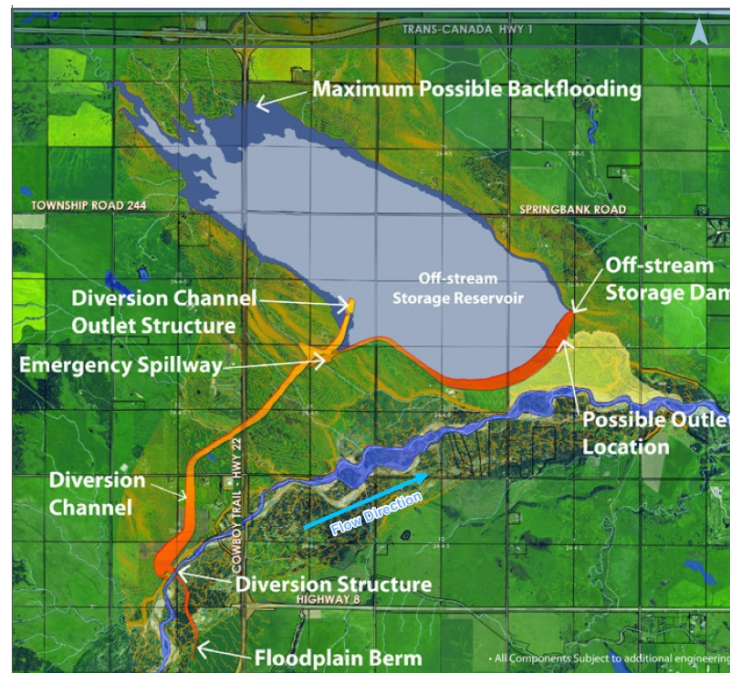 TRANS-CANADA HWY 1
Maximum Possible Backflooding
TOWNSHIP ROAD 244
SPRINGBANK ROAD
Off-stream
Storage Dam
Off-stream
Storage Reservoir
Diversion Channel
Outlet Structure
Emergency Spillway
Possible Outlet
Location
Diversion
Channel
COWBOY TRAIL - HWY 22
Flow Direction
Diversion Structure
HIGHWAY 8
Floodplain Berm
• All Components Subject to additional engineering